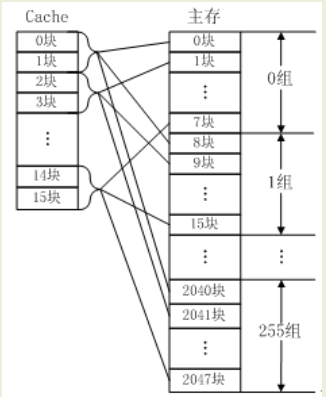 Cache
0块
1块
2块
3块
⋮
14块
15块
主存
0块
1块
⋮
7块
8块
9块
⋮
15块
⋮
2040块
2041块
⋮
2047块
0组
1组
⋮
255组